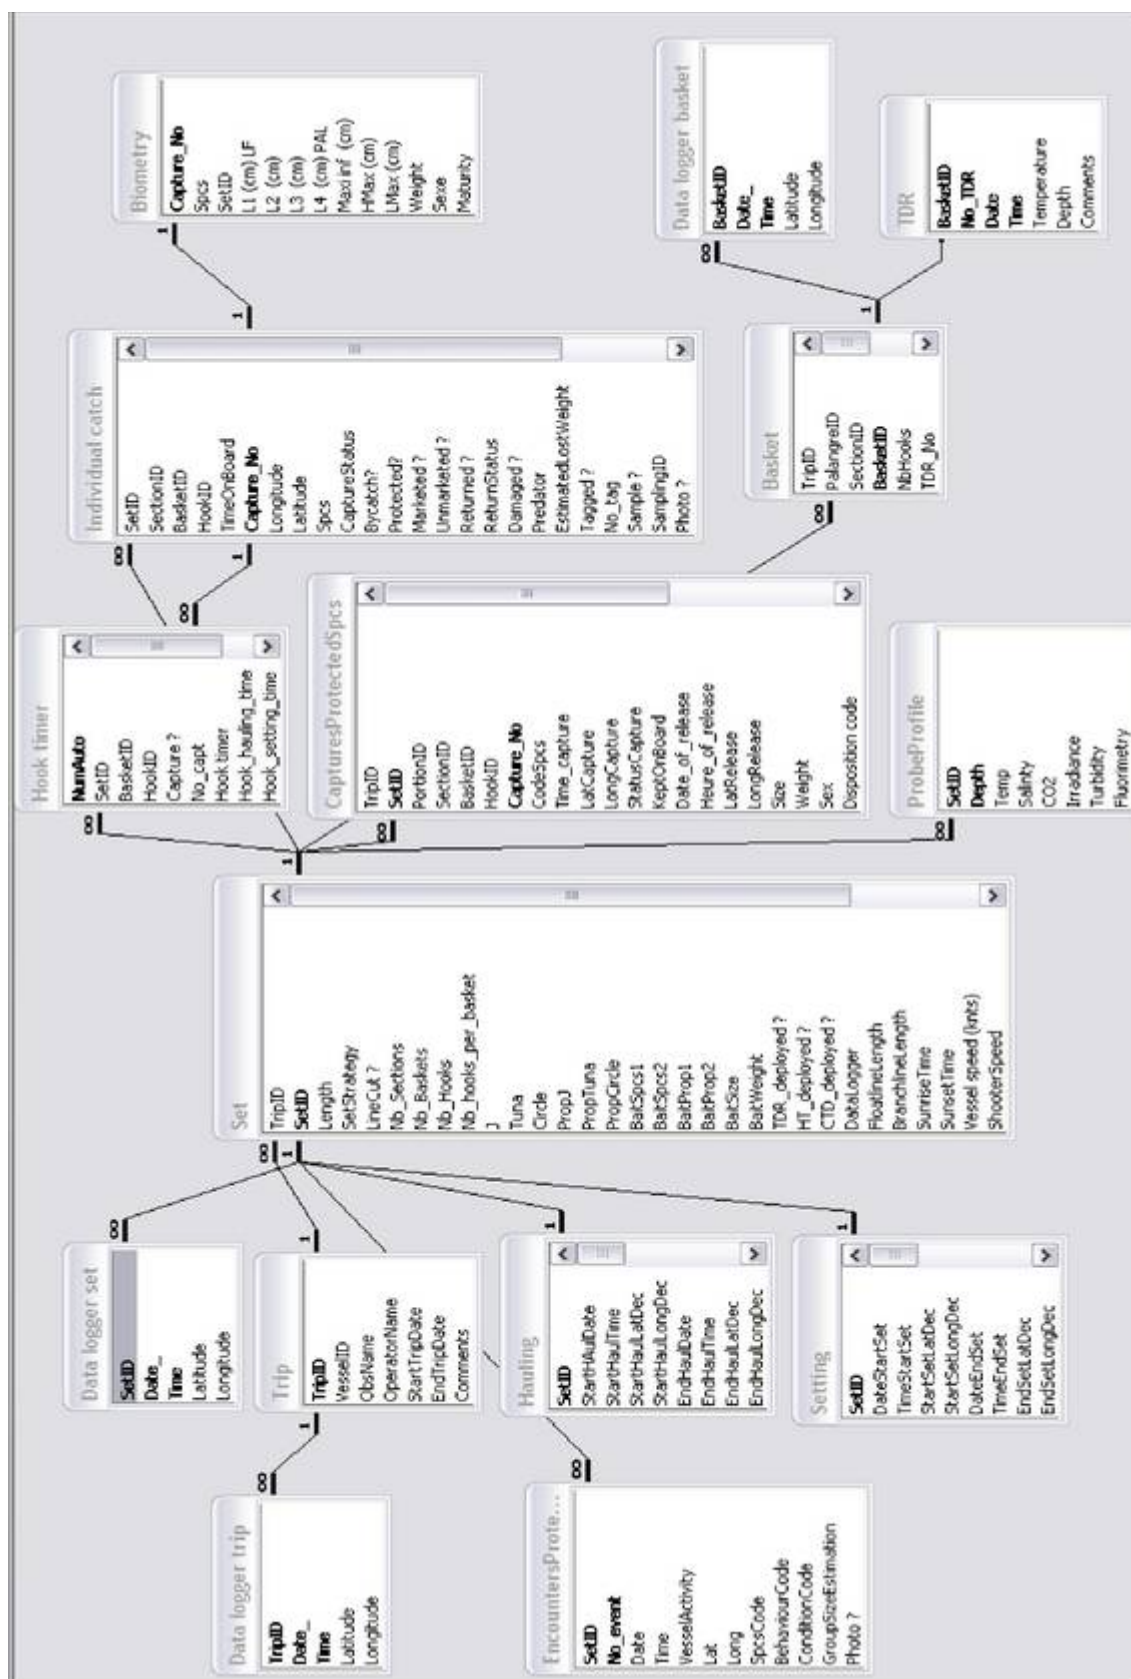 Data logger trip
TripID
Date_
Time
Latitude
Longitude
EncountersProte...
SetID
No_event
Date
Time
VesselActivity
Lat
Long
SpcsCode
BehaviourCode
ConditionCode
GroupSizeEstimation
Photo ?
Data logger set
SetID
Date_
Time
Latitude
Longitude
Trip
TripID
VesselID
ObsName
OperatorName
StartTripDate
EndTripDate
Comments
Hauling
SetID
StartHAulDate
StartHaulTime
StartHaulLatDec
StartHaulLongDec
EndHaulDate
EndHaulTime
EndHaulLatDec
EndHaulLongDec
Setting
SetID
DateStartSet
TimeStartSet
StartSetLatDec
StartSetLongDec
DateEndSet
TimeEndSet
EndSetLatDec
EndSetLongDec
Set
TripID
SetID
Length
SetStrategy
LineCut ?
Nb_Sections
Nb_Baskets
Nb_Hooks
Nb_hooks_per_basket
J
Tuna
Circle
PropJ
PropTuna
PropCircle
BaitSpcs1
BaitSpcs2
BaitProp1
BaitProp2
BaitSize
BaitWeight
TDR_deployed ?
HT_deployed ?
CTD_deployed ?
DataLogger
FloatlineLength
BranchlineLength
SunriseTime
SunsetTime
Vessel speed (knts)
ShooterSpeed
Hook timer
NumAuto
SetID
BasketID
HookID
Capture ?
No_capt
Hook timer
Hook_hauling_time
Hook_setting_time
CapturesProtectedSpcs
TripID
SetID
PortionID
SectionID
BasketID
HookID
Capture_No
CodeSpcs
Time_capture
LatCapture
LongCapture
StatusCapture
KeptOnBoard
Date_of_release
Heure_of_release
LatRelease
LongRelease
Size
Weight
Sex
Disposition code
ProbeProfile
SetID
Depth
Temp
Salinity
CO2
Irradance
Turbidity
Fluorimetry
Individual catch
SetID
SectionID
BasketID
HookID
TimeOnBoard
Capture_No
Longitude
Latitude
Spcs
CaptureStatus
Bycatch?
Protected?
Marketed ?
Unmarkated ?
Returned ?
ReturnStatus
Damaged ?
Predator
EstimatedLostWeight
Tagged ?
No_tag
Sample ?
SamplingID
Photo ?
Basket
TripID
PalangreID
SectionID
BasketID
NbHooks
TDR_No
Biometry
Capture_No
Spcs
SetID
L1 (cm) LF
L2 (cm)
L3 (cm)
L4 (cm) PAL
Maxi inf (cm)
HMax (cm)
LMax (cm)
Weight
Sexe
Maturity
Data logger basket
BasketID
Date_
Time
Latitude
Longitude
TDR
BasketID
No_TDR
Date
Time
Temperature
Depth
Comments